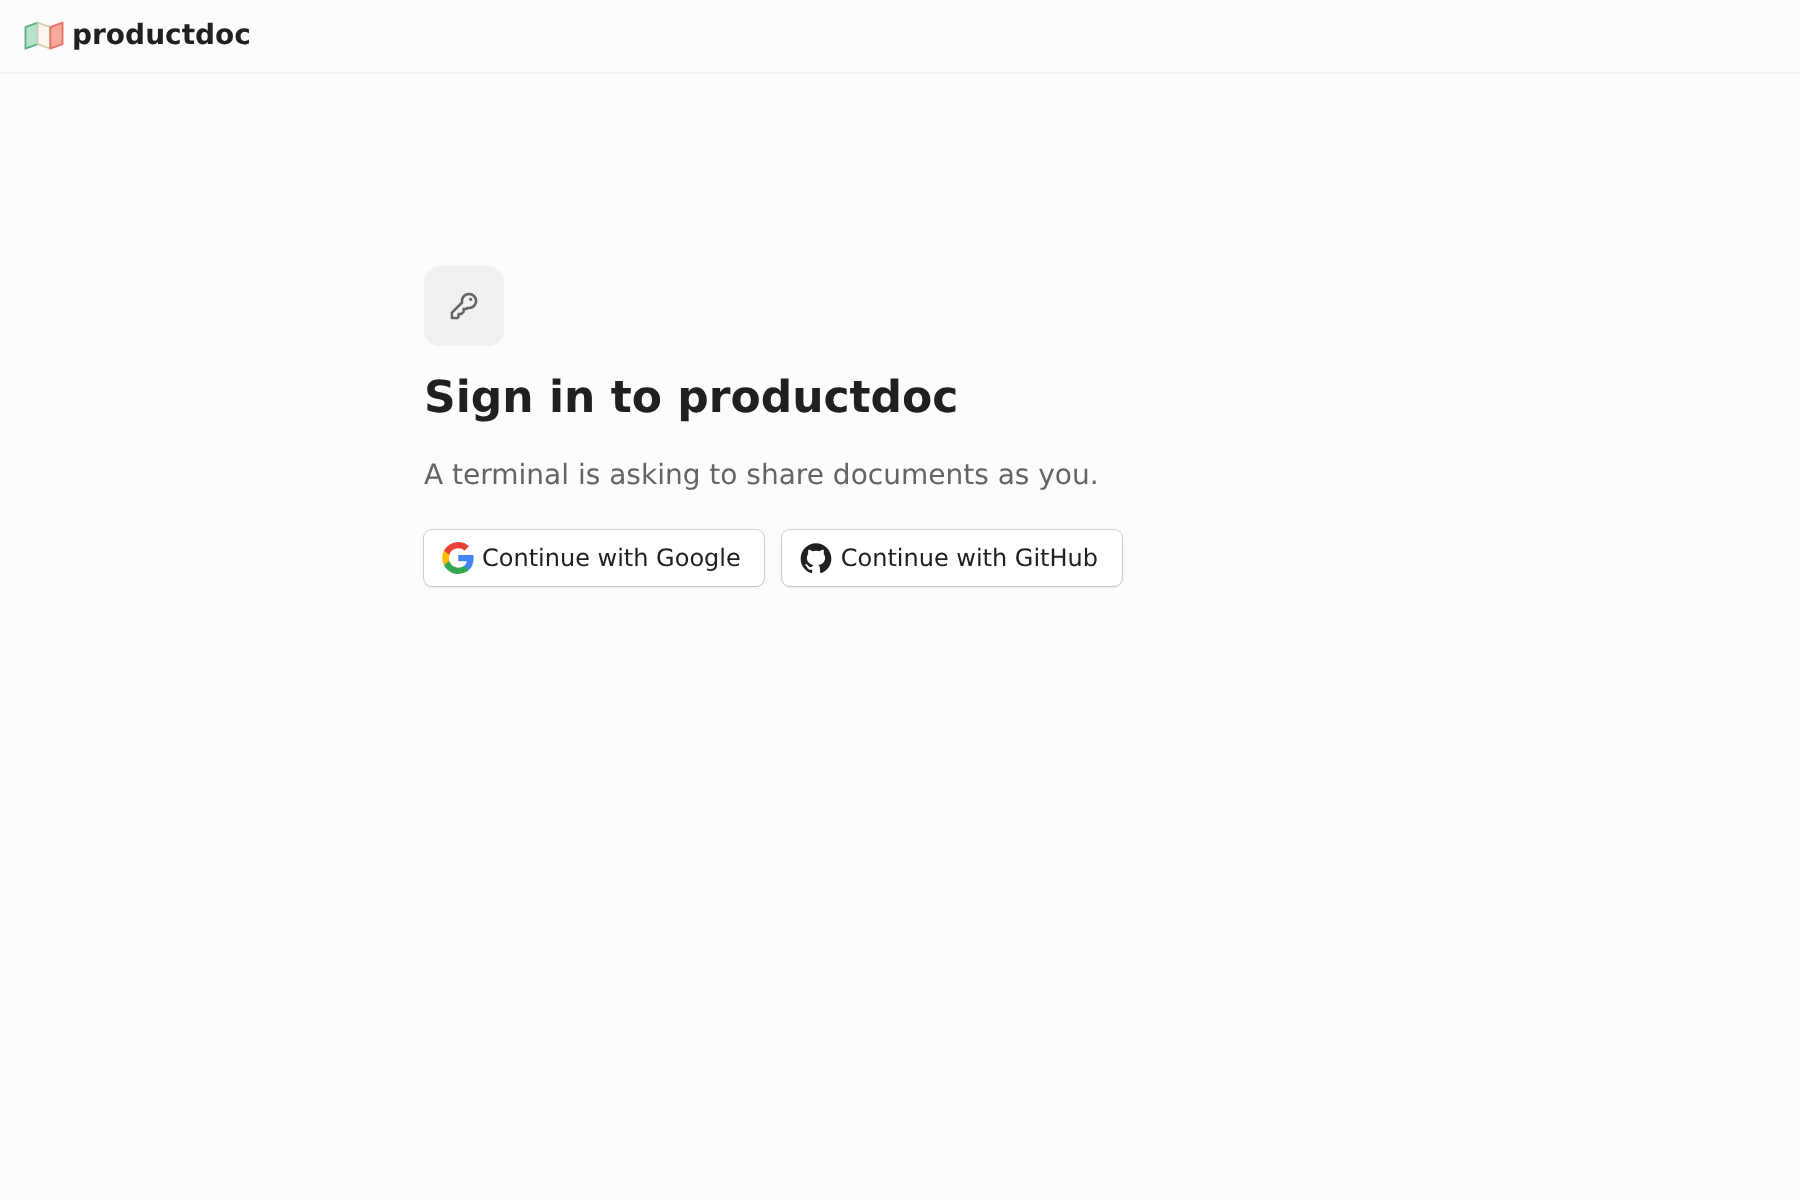 productdoc
Sign in to productdoc
A terminal is asking to share documents as you.
Continue with Google
Continue with GitHub